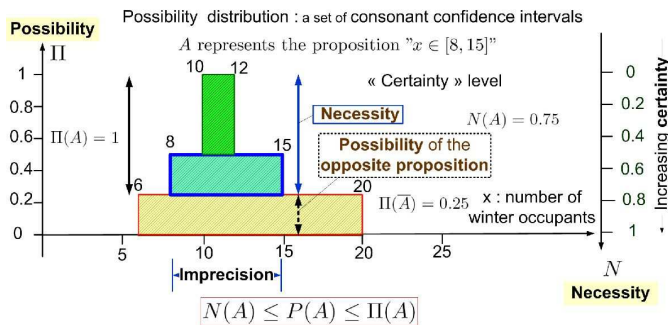 Possibility distribution : a set of consonant confidence intervals
Possibility
Π
A represents the proposition "x ∈ [8, 15]"
10 12
« Certainty » level
1
0.8
0.6
0.4
0.2
0
Π(A) = 1
Necessity
N(A) = 0.75
8
15
Possibility of the
opposite proposition
6
20
Π(A̅) = 0.25
x : number of
winter occupants
0
0.2
0.4
0.6
0.8
1
Increasing certainty
5 10 15 20 25
Imprecision
N
Necessity
N(A) ≤ P(A) ≤ Π(A)